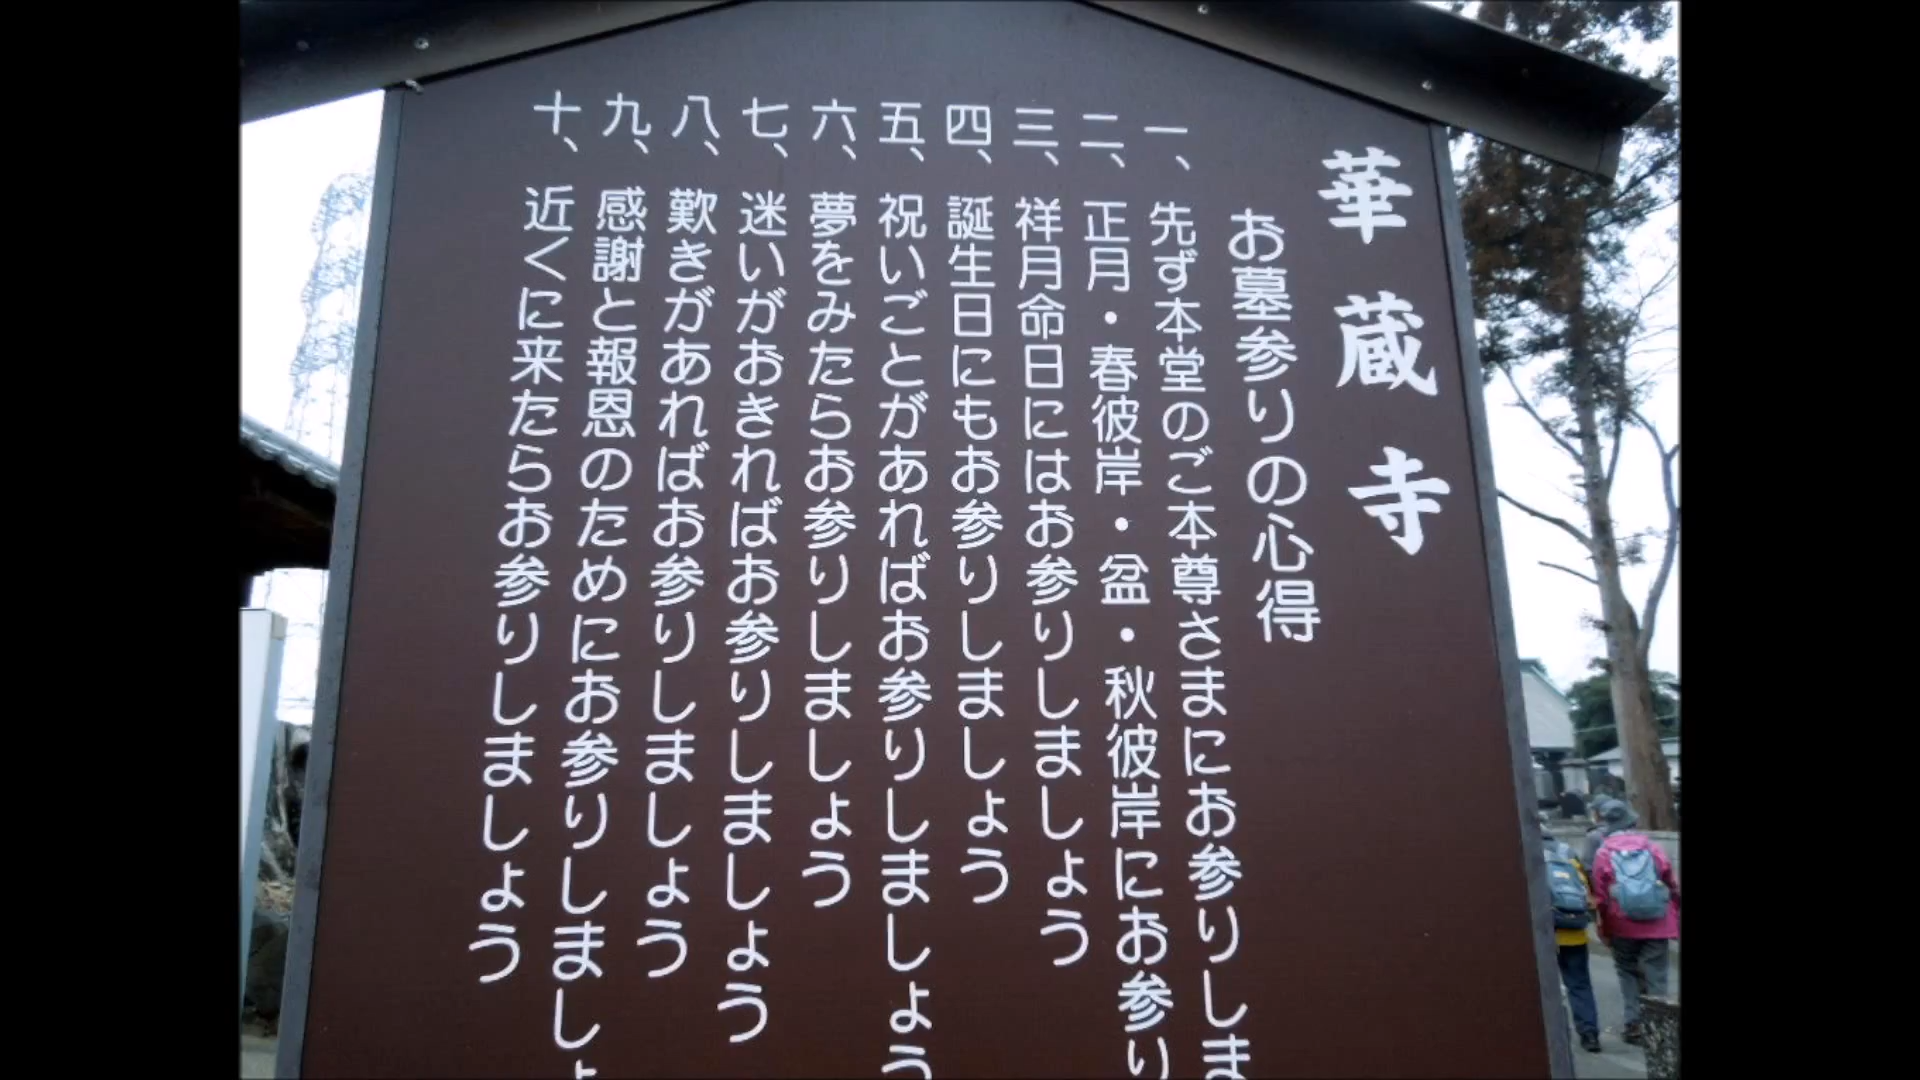 華蔵寺
お墓参りの心得
一、先ず本堂のご本尊さまにお参りしま
二、正月・春彼岸・盆・秋彼岸にお参り
三、祥月命日にはお参りしましょう
四、誕生日にもお参りしましょう
五、祝いごとがあればお参りしましょう
六、夢をみたらお参りしましょう
七、迷いがおきればお参りしましょう
八、歎きがあればお参りしましょう
九、感謝と報恩のためにお参りしましょ
十、近くに来たらお参りしましょう